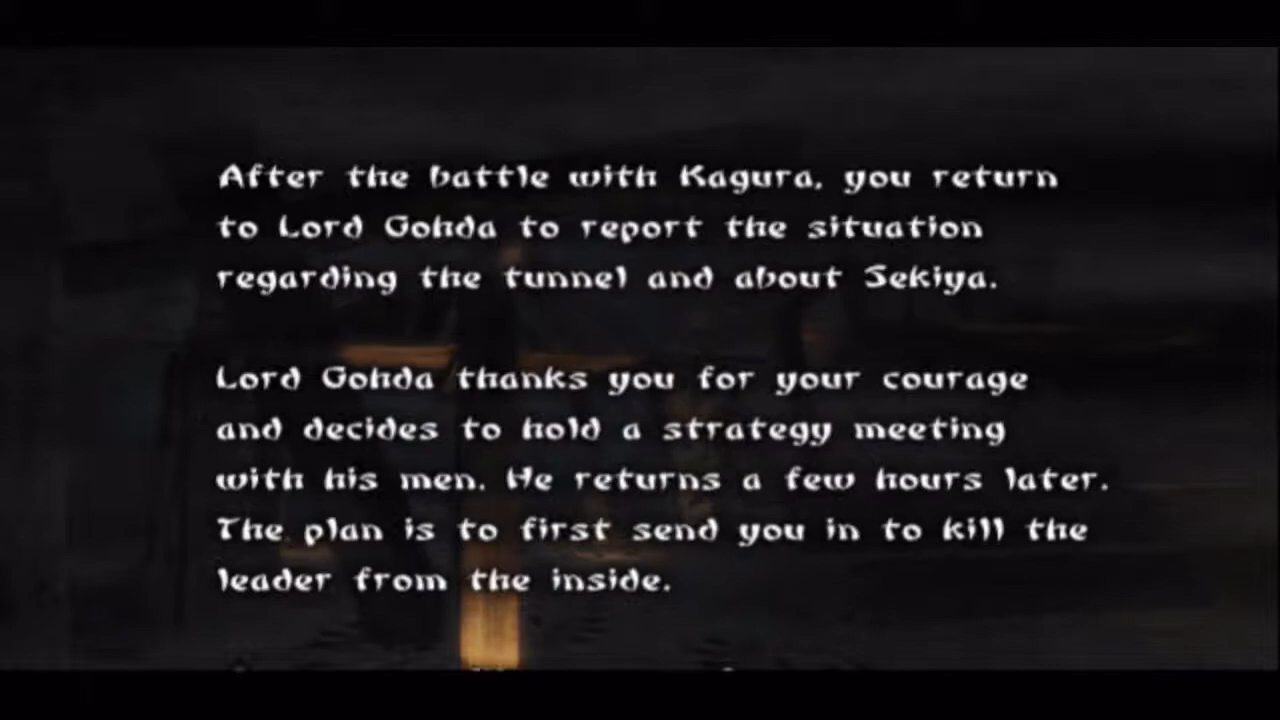 After the battle with Kagura, you return
to Lord Gohda to report the situation
regarding the tunnel and about Sekiya.
Lord Gohda thanks you for your courage
and decides to hold a strategy meeting
with his men. He returns a few hours later.
The plan is to first send you in to kill the
leader from the inside.